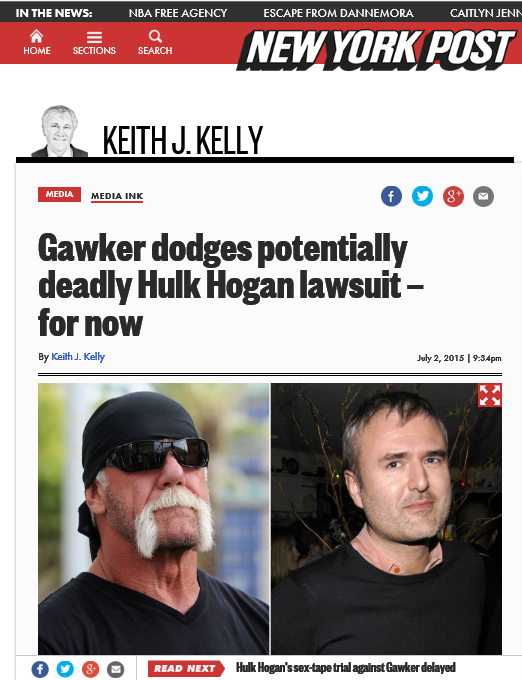 IN THE NEWS: NBA FREE AGENCY ESCAPE FROM DANNEMORA CAITLYN JENN
HOME SECTIONS SEARCH
NEW YORK POST
KEITH J. KELLY
MEDIA MEDIA INK
f g+
Gawker dodges potentially
deadly Hulk Hogan lawsuit –
for now
By Keith J. Kelly July 2, 2015 | 9:34pm
f g+ READ NEXT Hulk Hogan's sex-tape trial against Gawker delayed